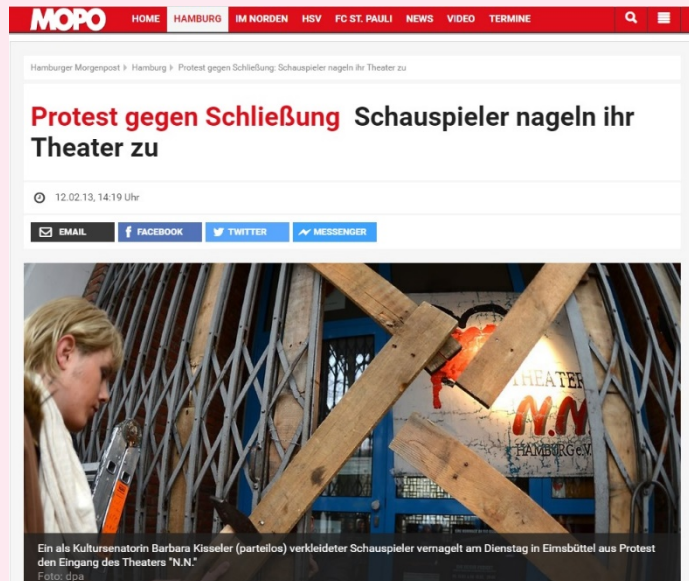 MOPO HOME HAMBURG IM NORDEN HSV FC ST. PAULI NEWS VIDEO TERMINE
Hamburger Morgenpost Hamburg Protest gegen Schließung: Schauspieler nageln ihr Theater zu
Protest gegen Schließung Schauspieler nageln ihr
Theater zu
12.02.13, 14:19 Uhr
EMAIL FACEBOOK TWITTER MESSENGER
THEATER
N.N.
HAMBURG e.V.
Ein als Kultursenatorin Barbara Kisseler (parteilos) verkleideter Schauspieler vernagelt am Dienstag in Eimsbüttel aus Protest
den Eingang des Theaters "N.N."
Foto: dpa